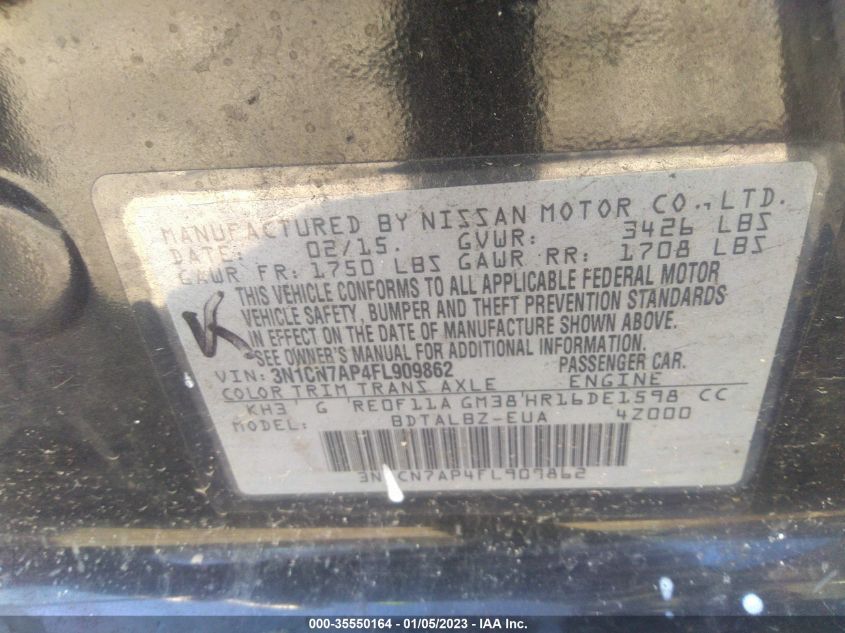 MANUFACTURED BY NISSAN MOTOR CO., LTD.
DATE: 02/15. GVWR: 3426 LBS
GAWR FR: 1750 LBS GAWR RR: 1708 LBS
THIS VEHICLE CONFORMS TO ALL APPLICABLE FEDERAL MOTOR
VEHICLE SAFETY, BUMPER AND THEFT PREVENTION STANDARDS
IN EFFECT ON THE DATE OF MANUFACTURE SHOWN ABOVE.
SEE OWNER'S MANUAL FOR ADDITIONAL INFORMATION
VIN: 3N1CN7AP4FL909862 PASSENGER CAR.
COLOR TRIM TRANS AXLE ENGINE
KH3 G RE0F11A GM38 HR16DE1598 CC
MODEL: BDTALBZ-EUA 4Z000
3N1CN7AP4FL909862
000-35550164 - 01/05/2023 - IAA Inc.